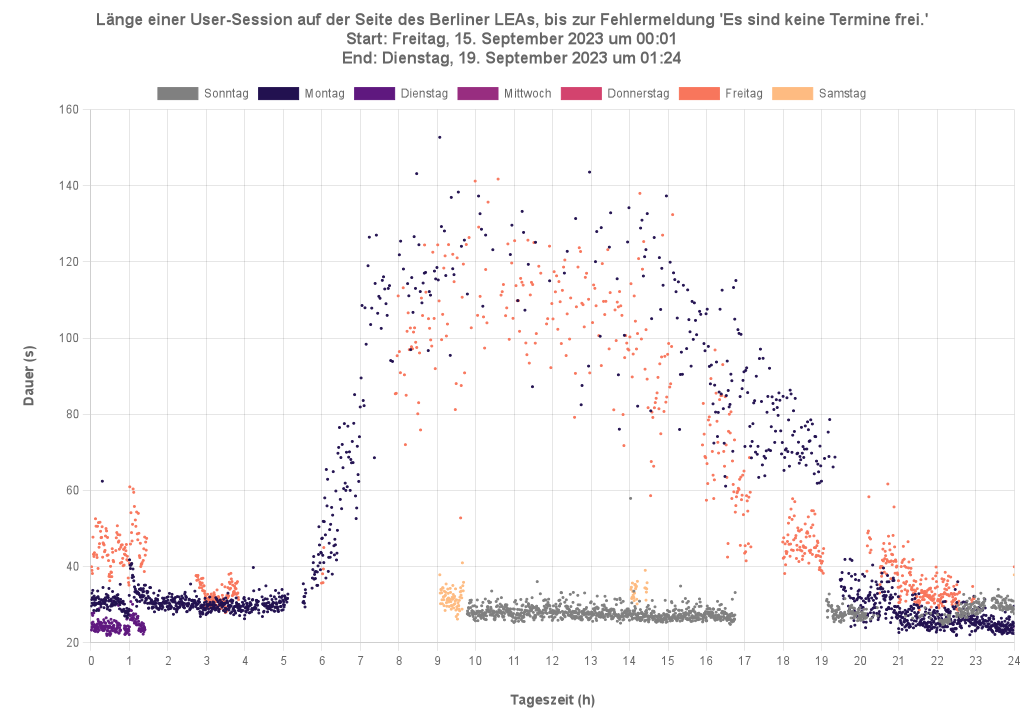 Länge einer User-Session auf der Seite des Berliner LEAs, bis zur Fehlermeldung 'Es sind keine Termine frei.'
Start: Freitag, 15. September 2023 um 00:01
End: Dienstag, 19. September 2023 um 01:24
Sonntag Montag Dienstag Mittwoch Donnerstag Freitag Samstag
160
140
120
100
80
60
40
20
Dauer (s)
0 1 2 3 4 5 6 7 8 9 10 11 12 13 14 15 16 17 18 19 20 21 22 23 24
Tageszeit (h)